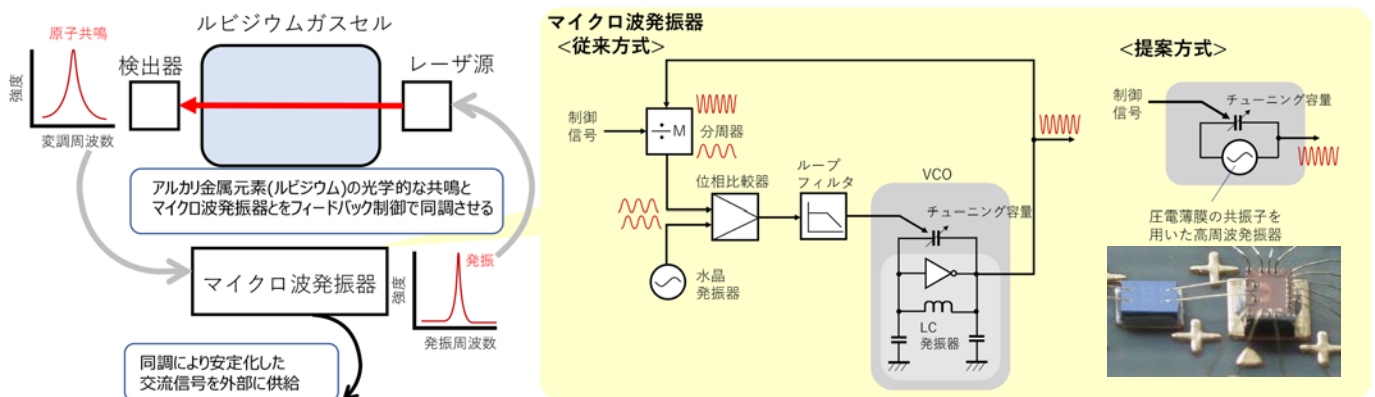 ルビジウムガスセル
原子共鳴
強度
変調周波数
検出器
レーザ源
アルカリ金属元素(ルビジウム)の光学的な共鳴と
マイクロ波発振器とをフィードバック制御で同調させる
マイクロ波発振器
強度
発振
発振周波数
同調により安定化した
交流信号を外部に供給
マイクロ波発振器
<従来方式>
制御
信号
÷M
分周器
位相比較器
ループ
フィルタ
水晶
発振器
VCO
チューニング容量
LC
発振器
<提案方式>
制御
信号
チューニング容量
圧電薄膜の共振子を
用いた高周波発振器